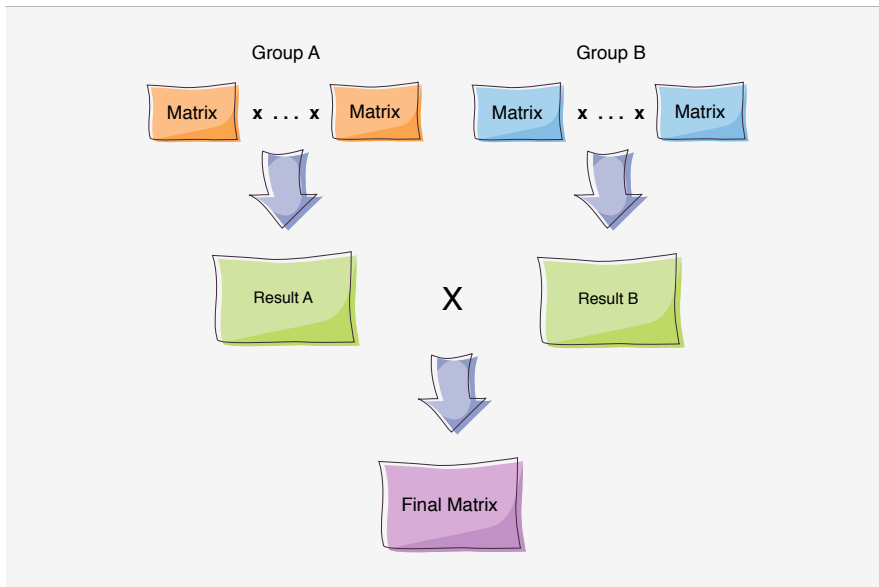 Group A
Group B
Matrix x . . . x Matrix
Matrix x . . . x Matrix
Result A X Result B
Final Matrix